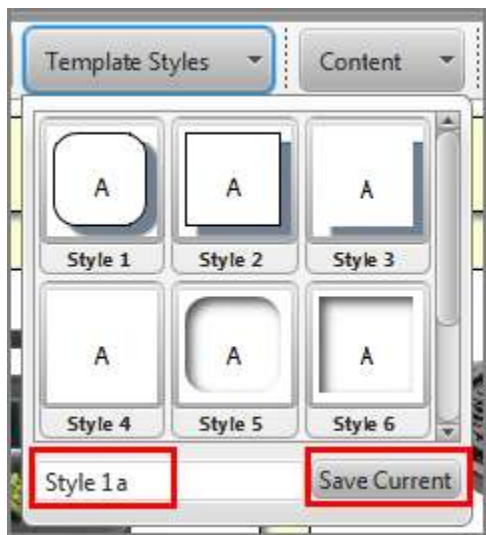 Template Styles Content
A A A
Style 1 Style 2 Style 3
A A A
Style 4 Style 5 Style 6
Style 1a Save Current